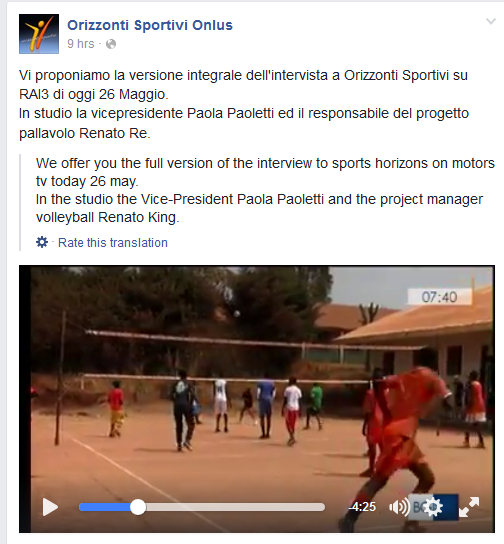 Orizzonti Sportivi Onlus
9 hrs ·
Vi proponiamo la versione integrale dell'intervista a Orizzonti Sportivi su
RAI3 di oggi 26 Maggio.
In studio la vicepresidente Paola Paoletti ed il responsabile del progetto
pallavolo Renato Re.
We offer you the full version of the interview to sports horizons on motors
tv today 26 may.
In the studio the Vice-President Paola Paoletti and the project manager
volleyball Renato King.
· Rate this translation
07:40
-4:25